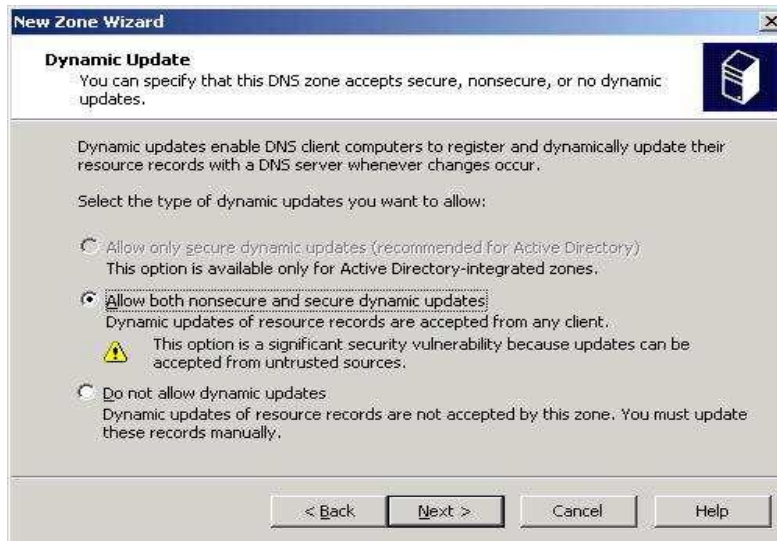 New Zone Wizard
Dynamic Update
You can specify that this DNS zone accepts secure, nonsecure, or no dynamic
updates.
Dynamic updates enable DNS client computers to register and dynamically update their
resource records with a DNS server whenever changes occur.
Select the type of dynamic updates you want to allow:
Allow only secure dynamic updates (recommended for Active Directory)
This option is available only for Active Directory-integrated zones.
Allow both nonsecure and secure dynamic updates
Dynamic updates of resource records are accepted from any client.
This option is a significant security vulnerability because updates can be
accepted from untrusted sources.
Do not allow dynamic updates
Dynamic updates of resource records are not accepted by this zone. You must update
these records manually.
< Back Next > Cancel Help